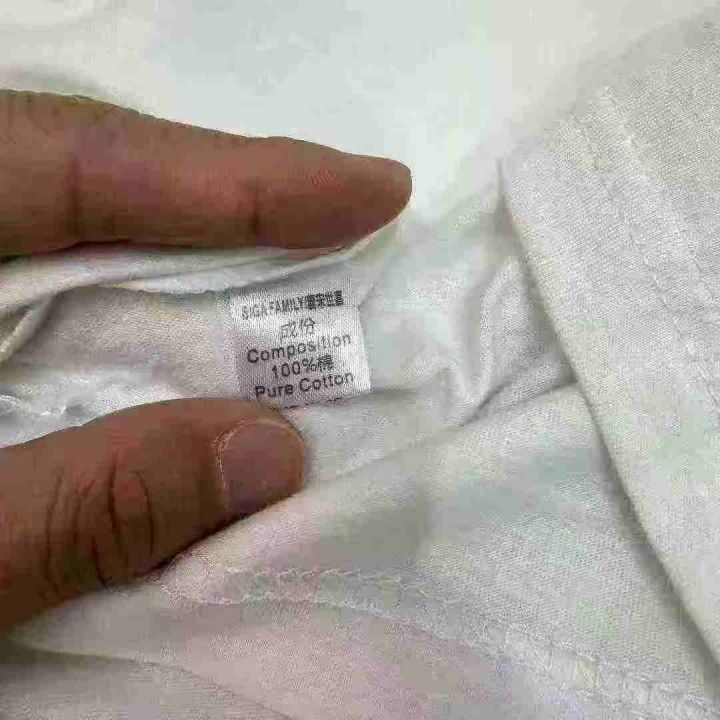 SIGA FAMILY/
成份
Composition
100%棉
Pure Cotton